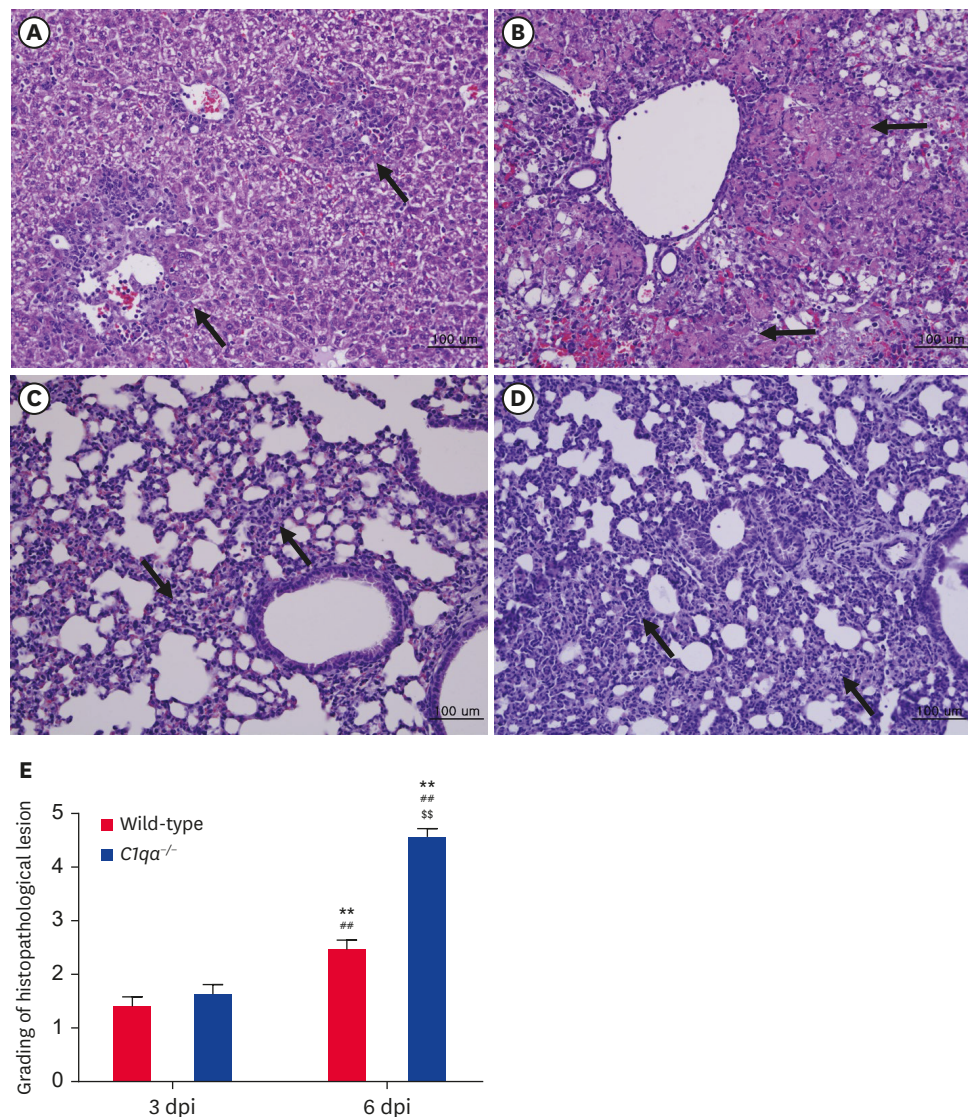 A
B
100 um
100 um
C
D
100 um
100 um
E
Grading of histopathological lesion
5
4
3
2
1
0
Wild-type
C1qa⁻/⁻
**
##
**
##
$$
3 dpi
6 dpi